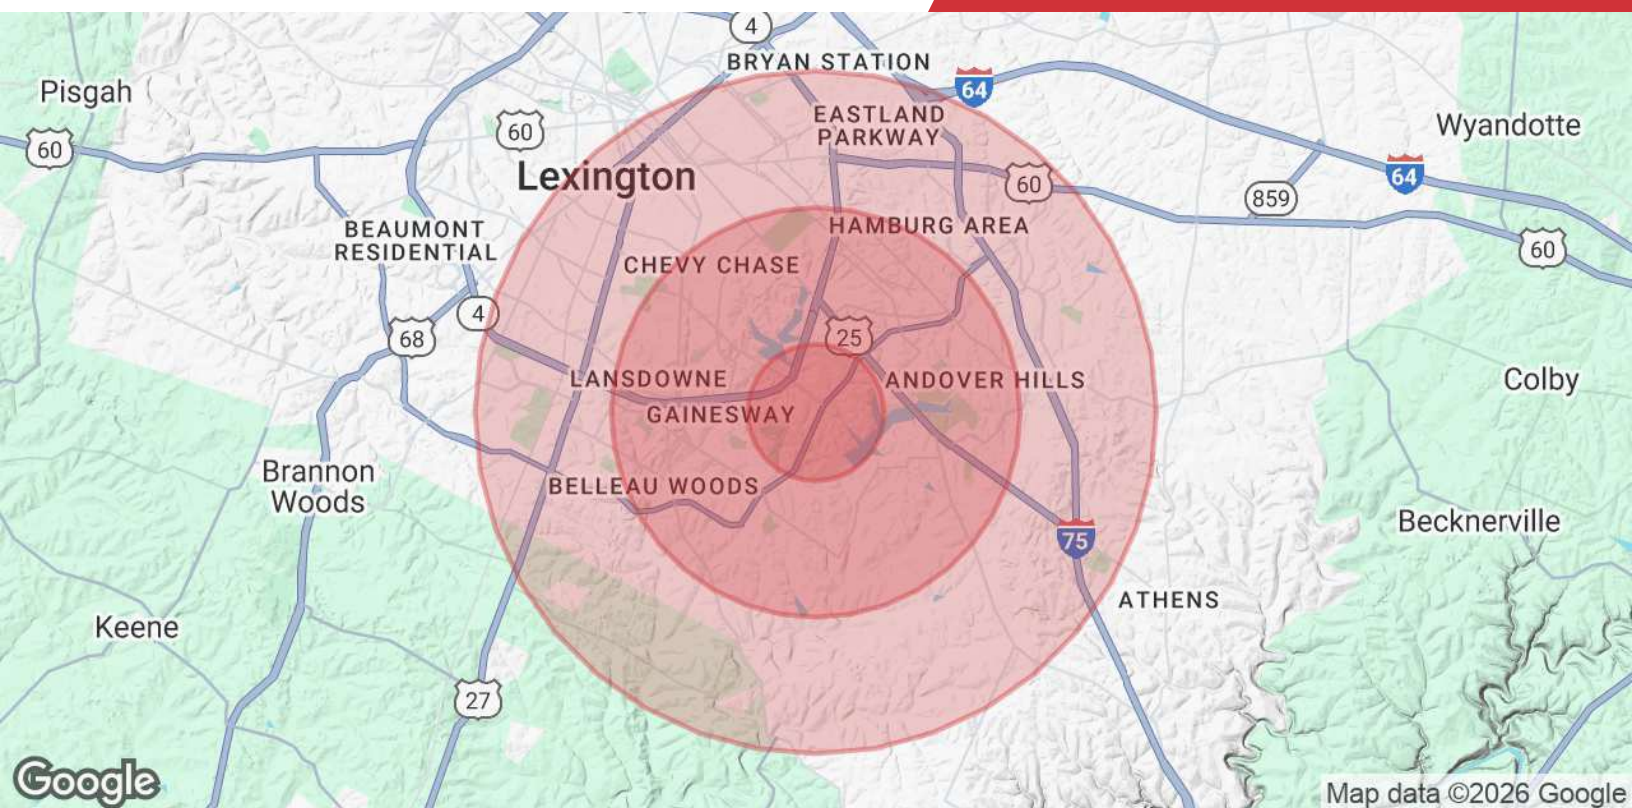 4
BRYAN STATION
64
Pisgah
EASTLAND
PARKWAY
Wyandotte
60
60
Lexington
60
64
859
BEAUMONT
RESIDENTIAL
HAMBURG AREA
60
CHEVY CHASE
4
68
25
LANSDOWNE
ANDOVER HILLS
Colby
GAINESWAY
Brannon
Woods
BELLEAU WOODS
Becknerville
75
ATHENS
Keene
27
Google
Map data ©2026 Google